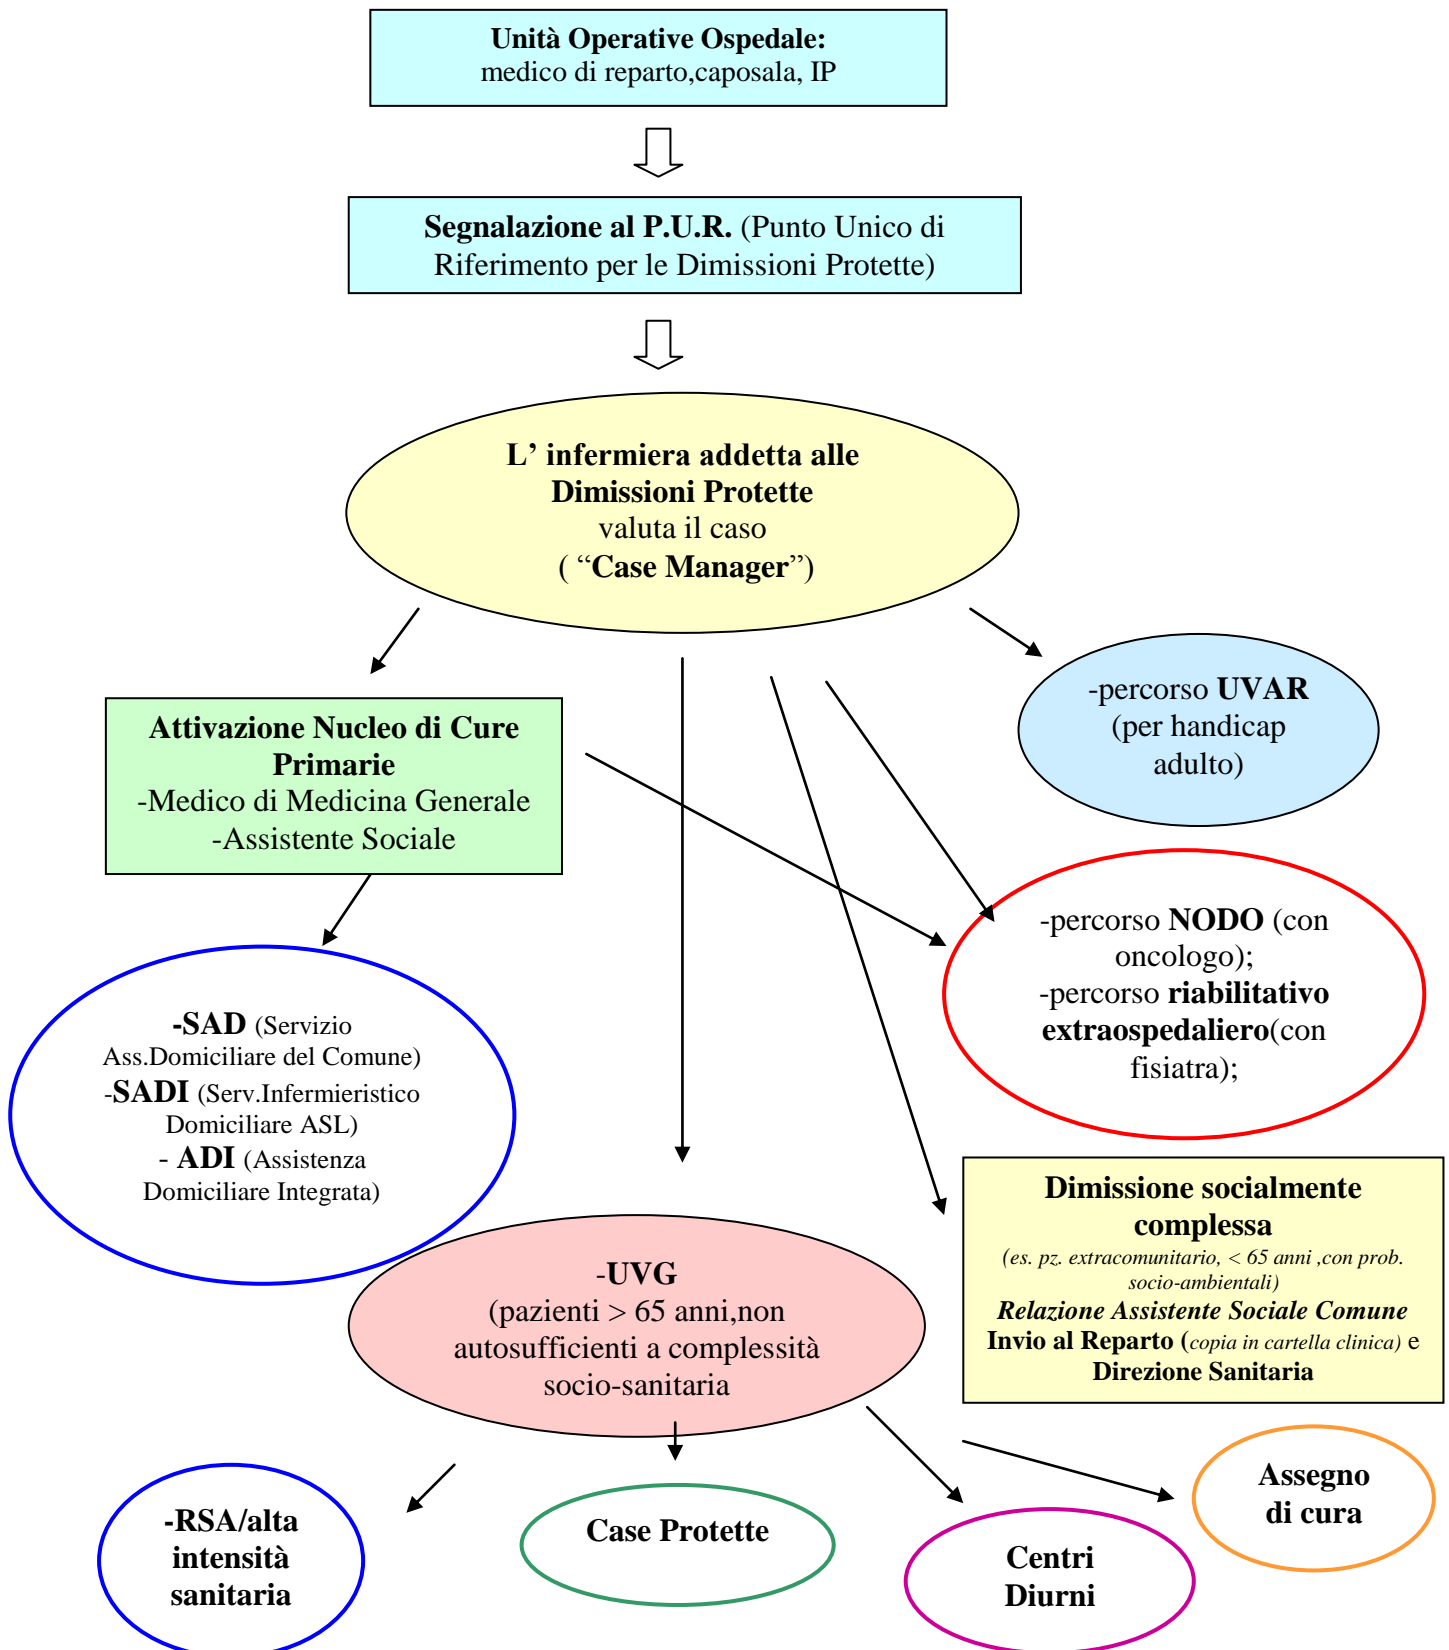 Unità Operative Ospedale:
medico di reparto,caposala, IP
Segnalazione al P.U.R. (Punto Unico di
Riferimento per le Dimissioni Protette)
L’ infermiera addetta alle
Dimissioni Protette
valuta il caso
( “Case Manager”)
-percorso UVAR
(per handicap
adulto)
Attivazione Nucleo di Cure
Primarie
-Medico di Medicina Generale
-Assistente Sociale
-percorso NODO (con
oncologo);
-percorso riabilitativo
extraospedaliero(con
fisiatra);
-SAD (Servizio
Ass.Domiciliare del Comune)
-SADI (Serv.Infermieristico
Domiciliare ASL)
- ADI (Assistenza
Domiciliare Integrata)
Dimissione socialmente
complessa
(es. pz. extracomunitario, < 65 anni ,con prob.
socio-ambientali)
Relazione Assistente Sociale Comune
Invio al Reparto (copia in cartella clinica) e
Direzione Sanitaria
-UVG
(pazienti > 65 anni,non
autosufficienti a complessità
socio-sanitaria
-RSA/alta
intensità
sanitaria
Case Protette
Centri
Diurni
Assegno
di cura